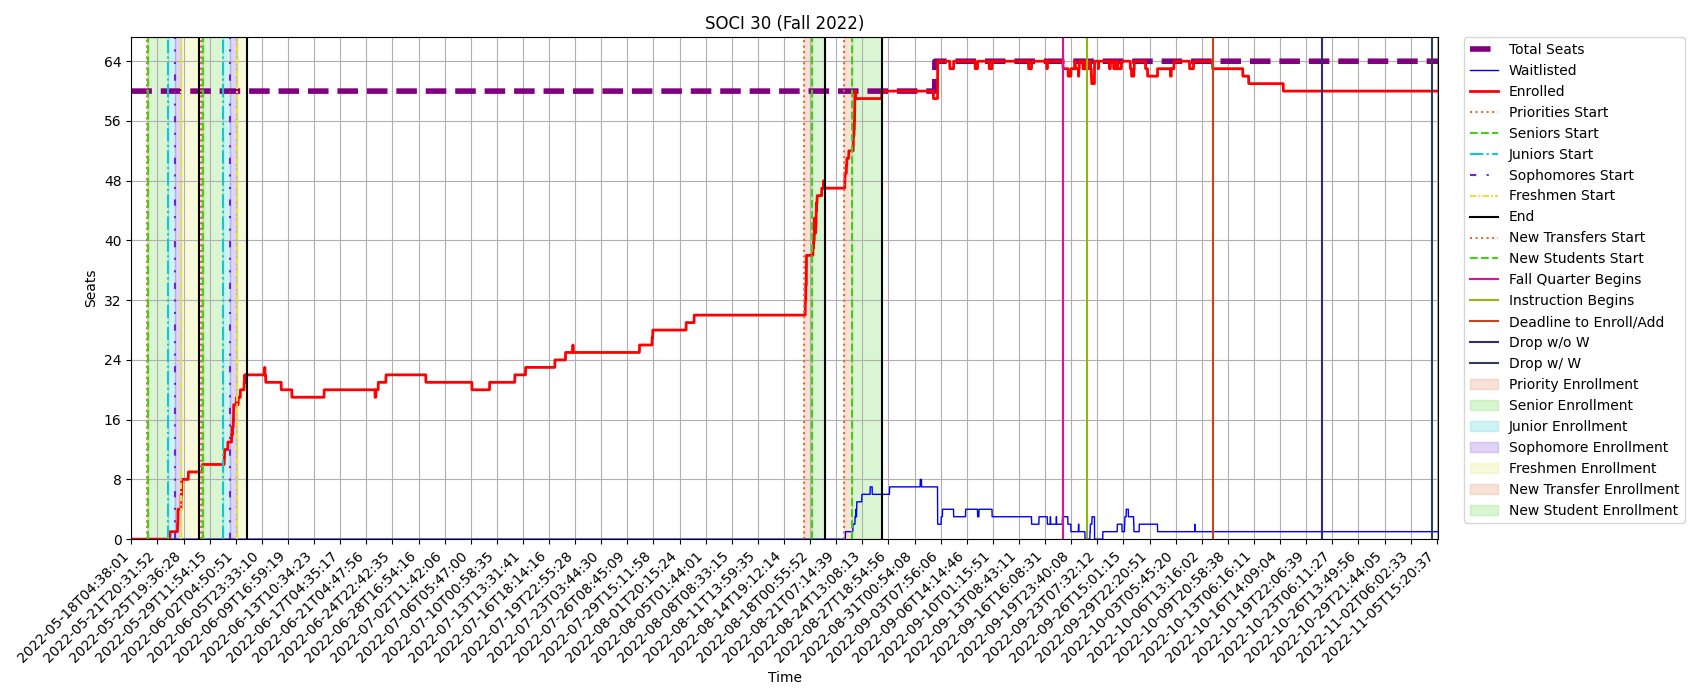 SOCI 30 (Fall 2022)
Seats
64
56
48
40
32
24
16
8
0
2022-05-18T04:38:01
2022-05-21T20:31:52
2022-05-25T19:36:28
2022-05-29T11:54:15
2022-06-02T04:50:51
2022-06-05T23:33:10
2022-06-09T16:59:19
2022-06-13T10:34:23
2022-06-17T04:35:17
2022-06-21T04:47:56
2022-06-24T22:42:35
2022-06-28T16:54:16
2022-07-02T11:42:06
2022-07-06T05:47:00
2022-07-10T00:58:35
2022-07-13T13:31:41
2022-07-16T18:14:16
2022-07-19T22:55:28
2022-07-23T03:44:30
2022-07-26T08:45:09
2022-07-29T15:11:58
2022-08-01T20:15:24
2022-08-05T01:44:01
2022-08-08T08:33:15
2022-08-11T13:59:35
2022-08-14T19:12:14
2022-08-18T00:55:52
2022-08-21T07:14:39
2022-08-24T13:08:13
2022-08-27T18:54:56
2022-08-31T00:54:08
2022-09-03T07:56:06
2022-09-06T14:14:46
2022-09-10T01:15:51
2022-09-13T08:43:11
2022-09-16T16:08:31
2022-09-19T23:40:08
2022-09-23T07:32:12
2022-09-26T15:01:15
2022-09-29T22:20:51
2022-10-03T05:45:20
2022-10-06T13:16:02
2022-10-09T20:58:38
2022-10-13T06:16:11
2022-10-16T14:09:04
2022-10-19T22:06:39
2022-10-23T06:11:27
2022-10-26T13:49:56
2022-10-29T21:44:05
2022-11-02T06:02:33
2022-11-05T15:20:37
Time
Total Seats
Waitlisted
Enrolled
Priorities Start
Seniors Start
Juniors Start
Sophomores Start
Freshmen Start
End
New Transfers Start
New Students Start
Fall Quarter Begins
Instruction Begins
Deadline to Enroll/Add
Drop w/o W
Drop w/ W
Priority Enrollment
Senior Enrollment
Junior Enrollment
Sophomore Enrollment
Freshmen Enrollment
New Transfer Enrollment
New Student Enrollment